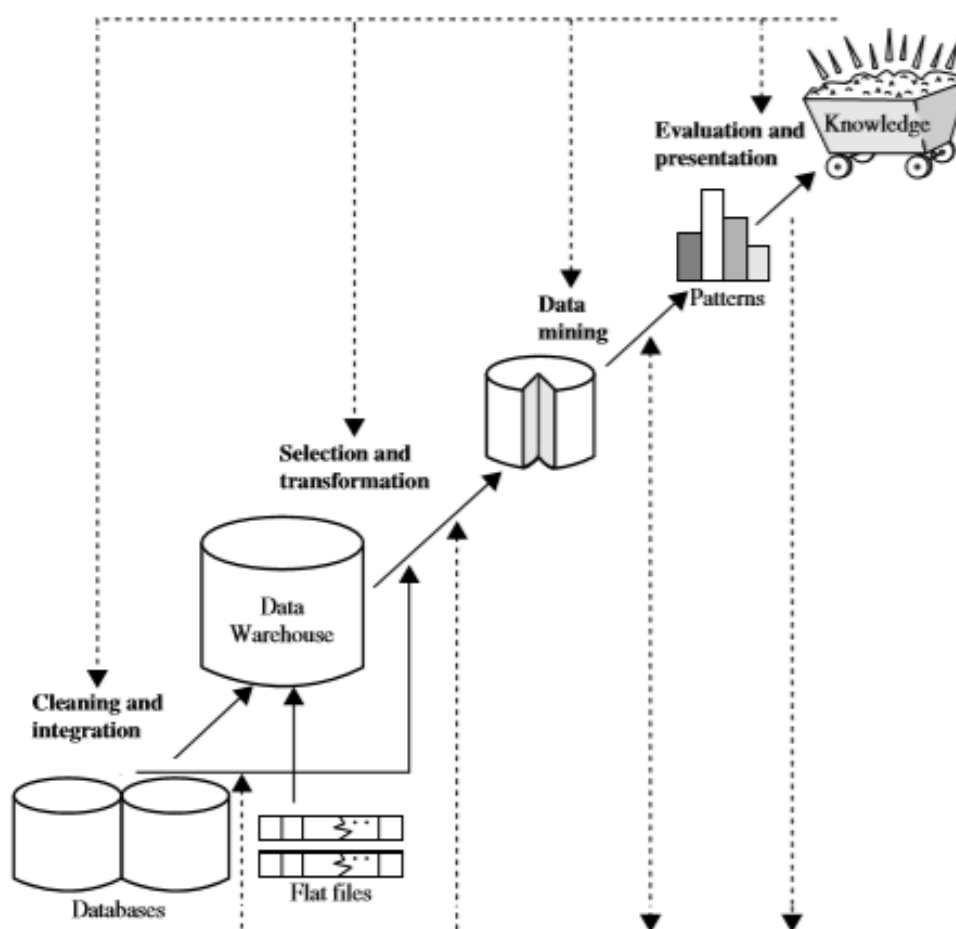 Evaluation and
presentation
Knowledge
Patterns
Data
mining
Selection and
transformation
Data
Warehouse
Cleaning and
integration
Flat files
Databases